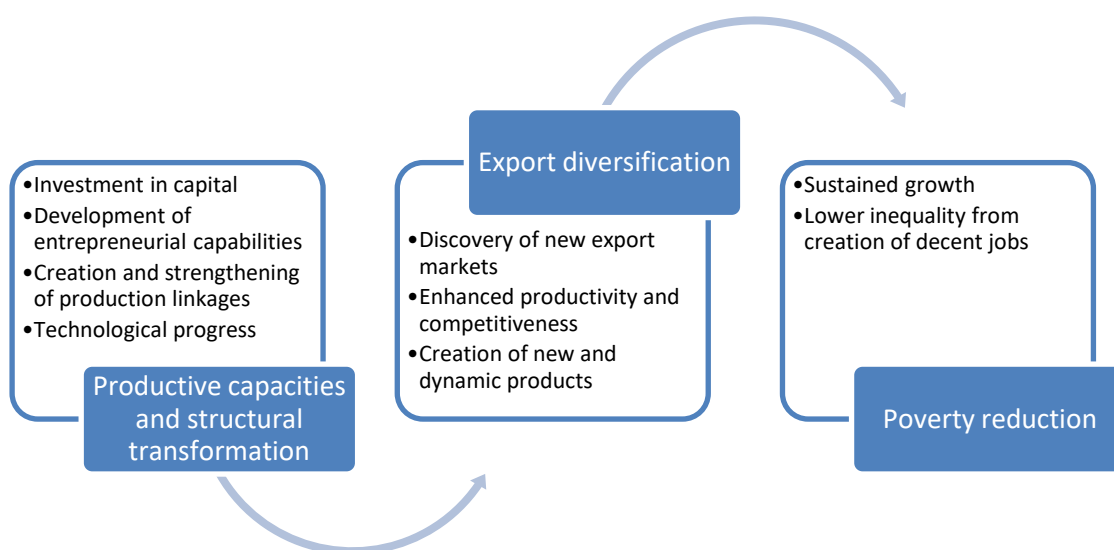 •Investment in capital
•Development of
entrepreneurial capabilities
•Creation and strengthening
of production linkages
•Technological progress
Productive capacities
and structural
transformation
Export diversification
•Discovery of new export
markets
•Enhanced productivity and
competitiveness
•Creation of new and
dynamic products
•Sustained growth
•Lower inequality from
creation of decent jobs
Poverty reduction